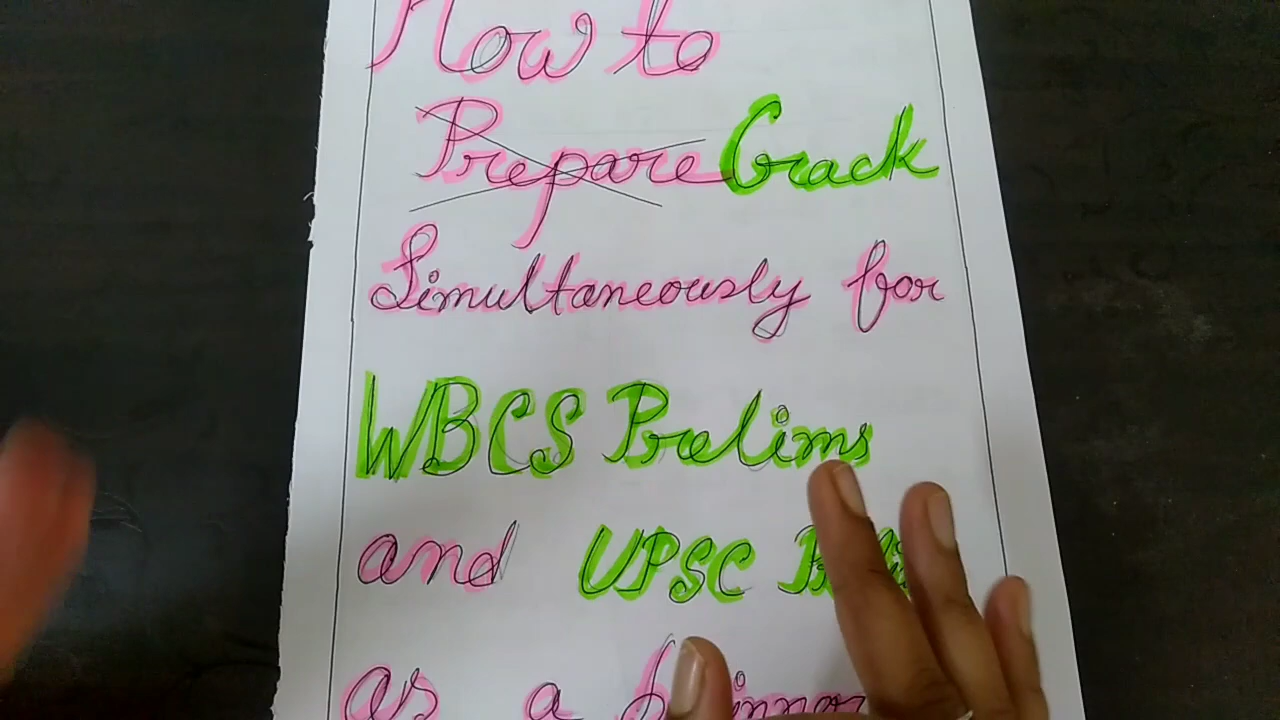 How to
Prepare Crack
Simultaneously for
WBCS Prelims
and UPSC
as a